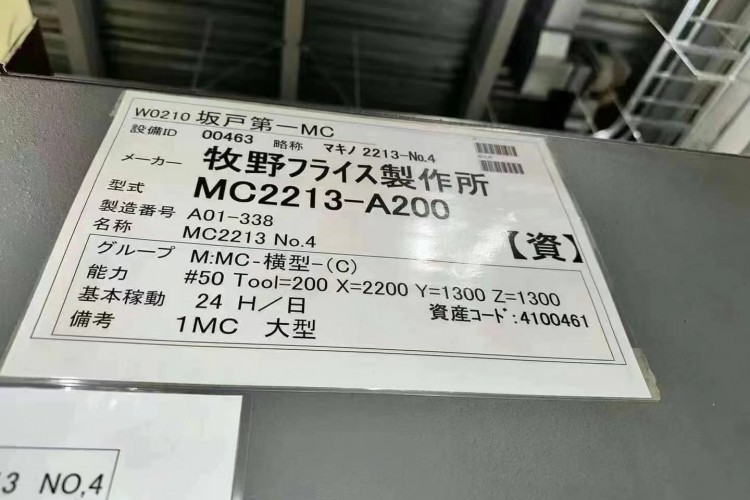 W0210 坂戸第一MC
設備ID 00463 略称 マキノ 2213-No.4
メーカー 牧野フライス製作所
型式 MC2213-A200
製造番号 A01-338
名称 MC2213 No.4 【資】
グループ M:MC-横型-(C)
能力 #50 Tool=200 X=2200 Y=1300 Z=1300
基本稼動 24 H/日 資産コード:4100461
備考 1MC 大型
13 NO,4